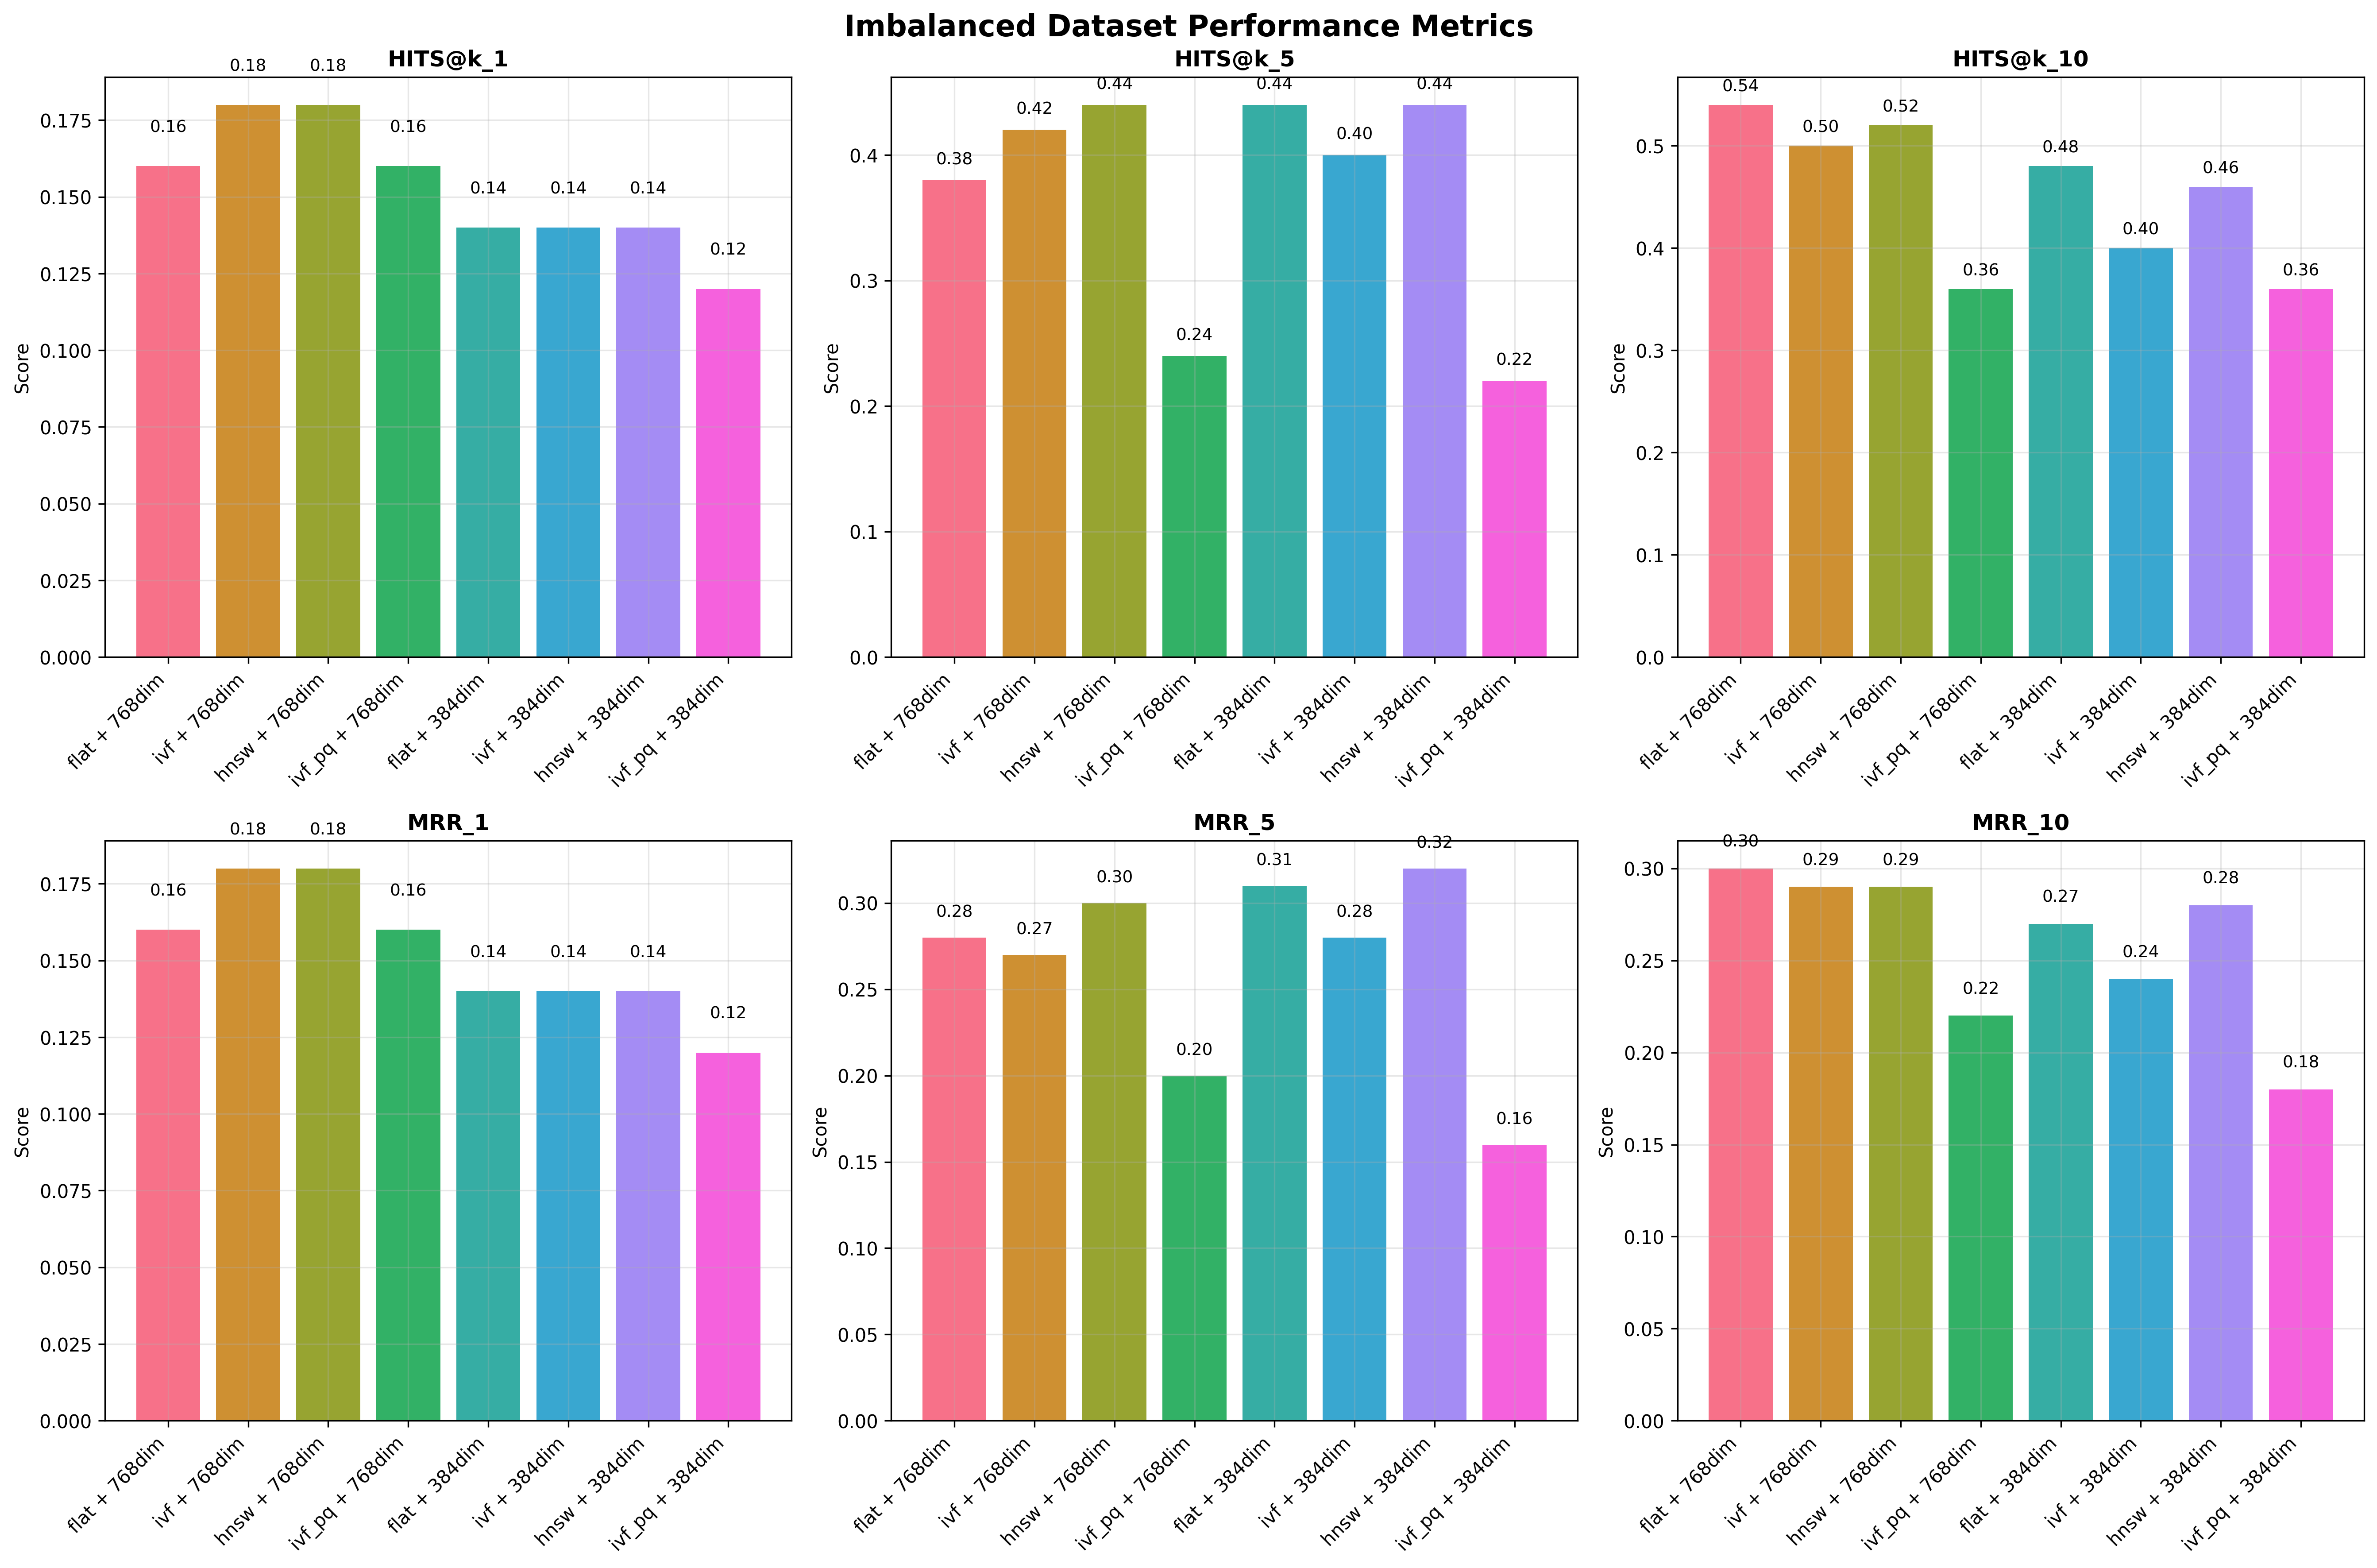 Imbalanced Dataset Performance Metrics
HITS@k_1
Score
0.175
0.150
0.125
0.100
0.075
0.050
0.025
0.000
0.16
0.18
0.18
0.16
0.14
0.14
0.14
0.12
flat + 768dim
ivf + 768dim
hnsw + 768dim
ivf_pq + 768dim
flat + 384dim
ivf + 384dim
hnsw + 384dim
ivf_pq + 384dim
HITS@k_5
Score
0.4
0.3
0.2
0.1
0.0
0.38
0.42
0.44
0.24
0.44
0.40
0.44
0.22
flat + 768dim
ivf + 768dim
hnsw + 768dim
ivf_pq + 768dim
flat + 384dim
ivf + 384dim
hnsw + 384dim
ivf_pq + 384dim
HITS@k_10
Score
0.5
0.4
0.3
0.2
0.1
0.0
0.54
0.50
0.52
0.36
0.48
0.40
0.46
0.36
flat + 768dim
ivf + 768dim
hnsw + 768dim
ivf_pq + 768dim
flat + 384dim
ivf + 384dim
hnsw + 384dim
ivf_pq + 384dim
MRR_1
Score
0.175
0.150
0.125
0.100
0.075
0.050
0.025
0.000
0.16
0.18
0.18
0.16
0.14
0.14
0.14
0.12
flat + 768dim
ivf + 768dim
hnsw + 768dim
ivf_pq + 768dim
flat + 384dim
ivf + 384dim
hnsw + 384dim
ivf_pq + 384dim
MRR_5
Score
0.30
0.25
0.20
0.15
0.10
0.05
0.00
0.28
0.27
0.30
0.20
0.31
0.28
0.32
0.16
flat + 768dim
ivf + 768dim
hnsw + 768dim
ivf_pq + 768dim
flat + 384dim
ivf + 384dim
hnsw + 384dim
ivf_pq + 384dim
MRR_10
Score
0.30
0.25
0.20
0.15
0.10
0.05
0.00
0.30
0.29
0.29
0.22
0.27
0.24
0.28
0.18
flat + 768dim
ivf + 768dim
hnsw + 768dim
ivf_pq + 768dim
flat + 384dim
ivf + 384dim
hnsw + 384dim
ivf_pq + 384dim